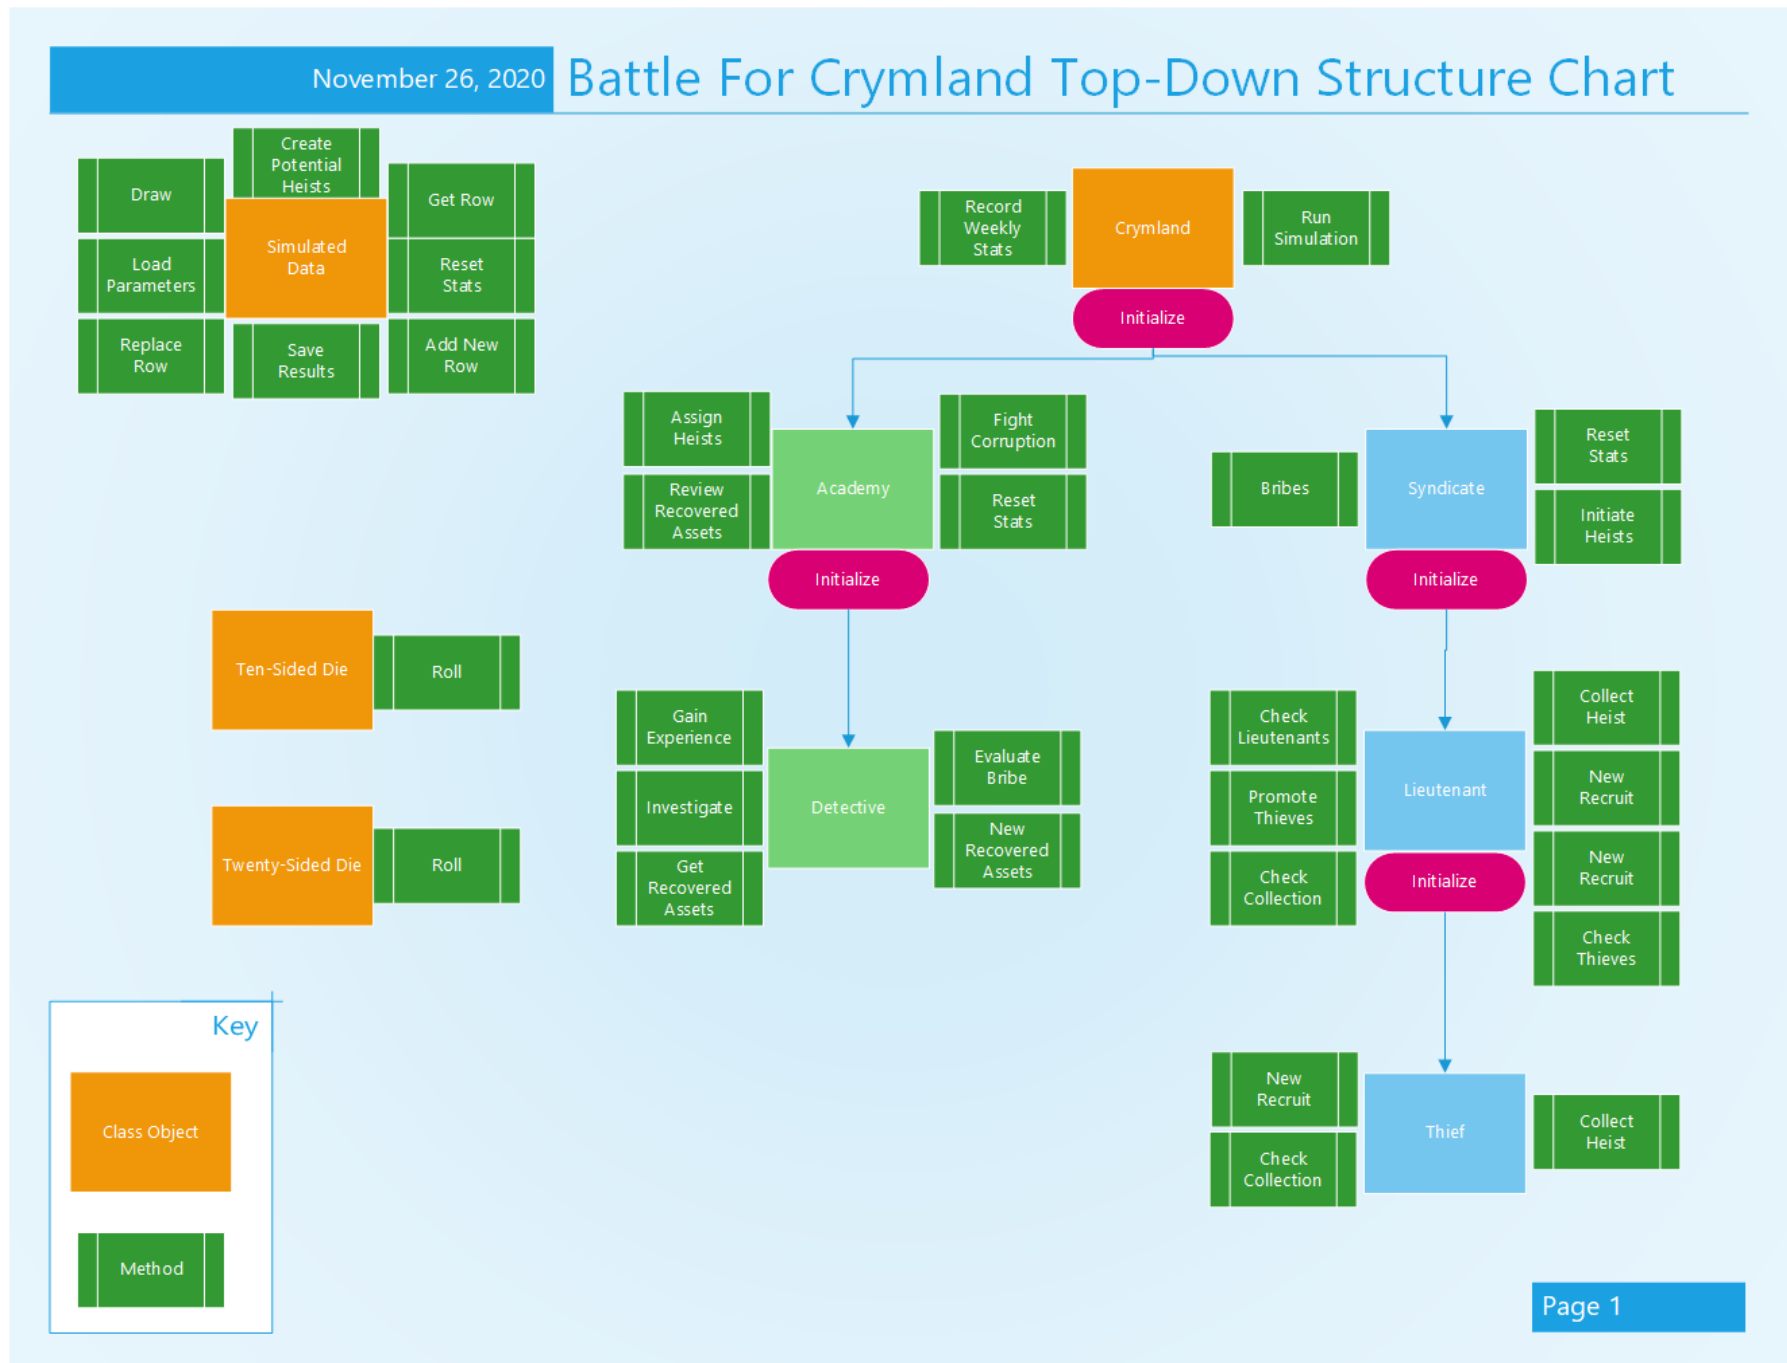 November 26, 2020
Battle For Crymland Top-Down Structure Chart
Create
Potential
Heists
Draw
Get Row
Simulated
Data
Load
Parameters
Reset
Stats
Replace
Row
Save
Results
Add New
Row
Record
Weekly
Stats
Crymland
Run
Simulation
Initialize
Assign
Heists
Fight
Corruption
Review
Recovered
Assets
Academy
Reset
Stats
Initialize
Bribes
Syndicate
Reset
Stats
Initiate
Heists
Initialize
Ten-Sided Die
Roll
Twenty-Sided Die
Roll
Gain
Experience
Investigate
Get
Recovered
Assets
Detective
Evaluate
Bribe
New
Recovered
Assets
Check
Lieutenants
Promote
Thieves
Check
Collection
Lieutenant
Initialize
Collect
Heist
New
Recruit
New
Recruit
Check
Thieves
New
Recruit
Check
Collection
Thief
Collect
Heist
Key
Class Object
Method
Page 1